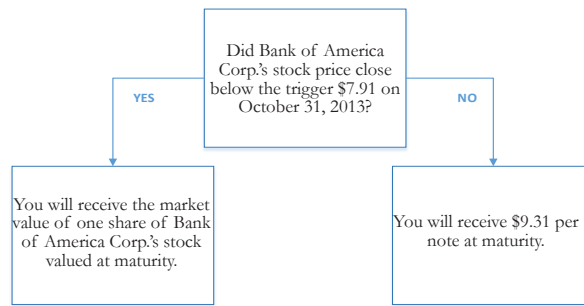 Did Bank of America
Corp.'s stock price close
below the trigger $7.91 on
October 31, 2013?
YES
NO
You will receive the market
value of one share of Bank
of America Corp.'s stock
valued at maturity.
You will receive $9.31 per
note at maturity.